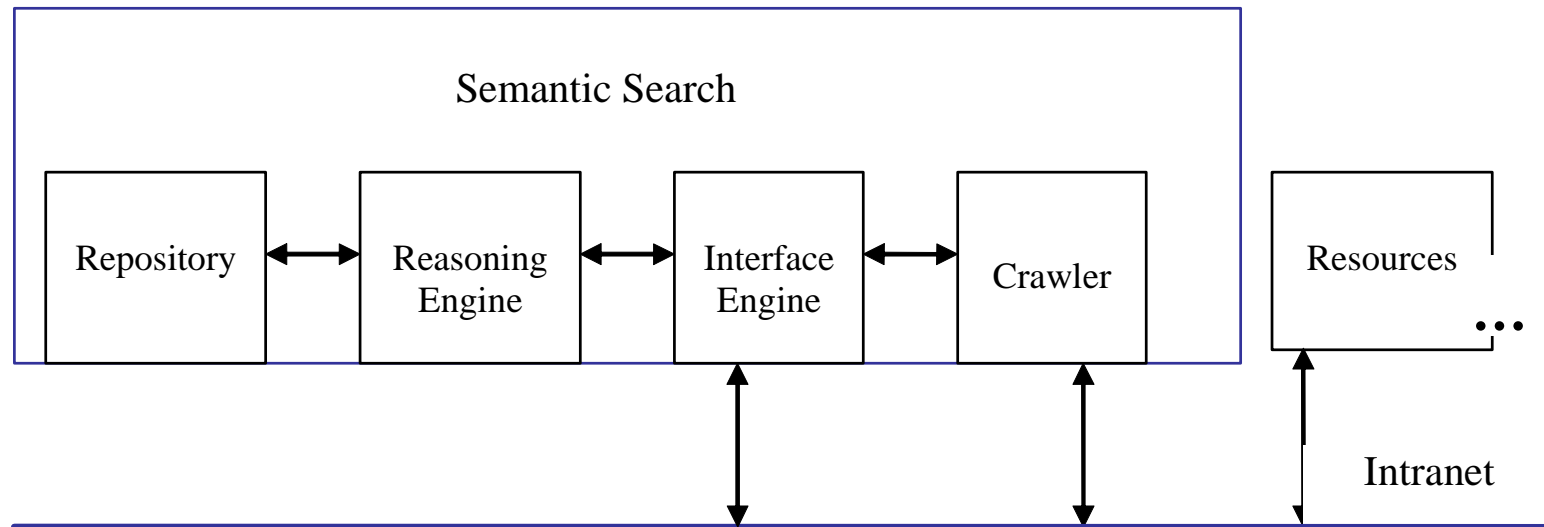 Semantic Search
Repository
Reasoning
Engine
Interface
Engine
Crawler
Resources
...
Intranet